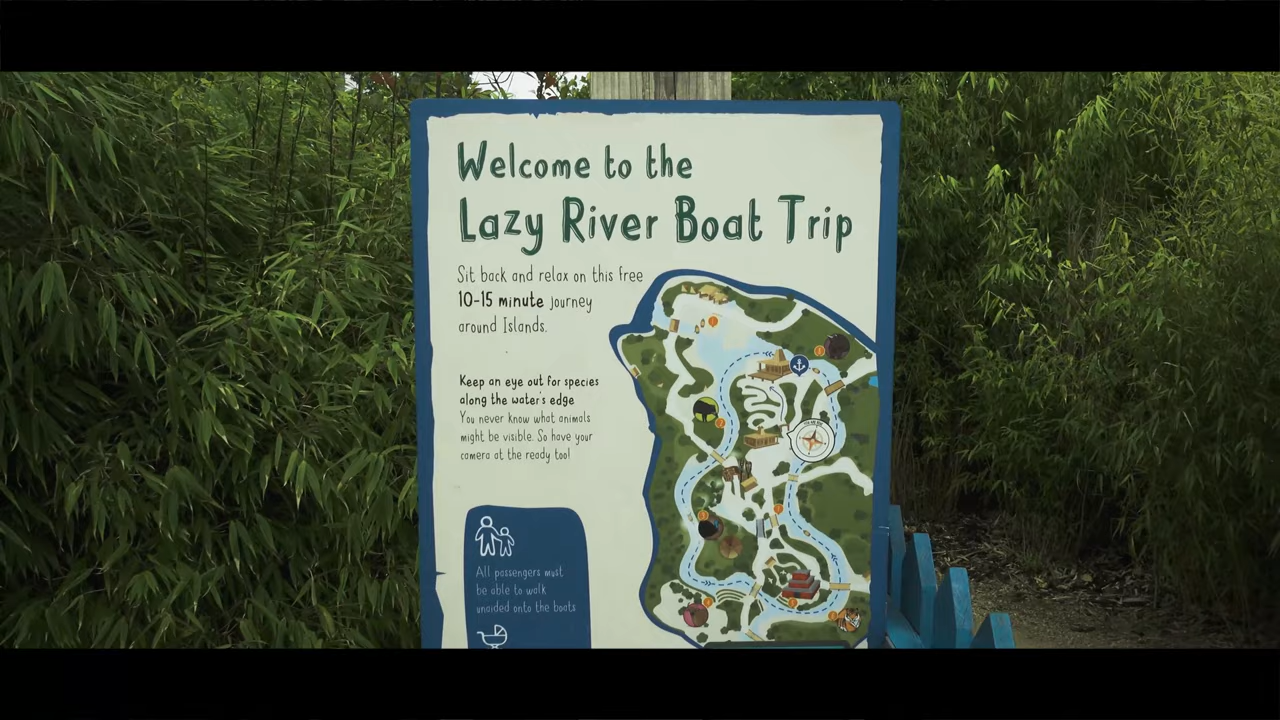 Welcome to the
Lazy River Boat Trip
Sit back and relax on this free
10-15 minute journey
around Islands.
Keep an eye out for species
along the water's edge
You never know what animals
might be visible. So have your
camera at the ready too!
All passengers must
be able to walk
unaided onto the boats